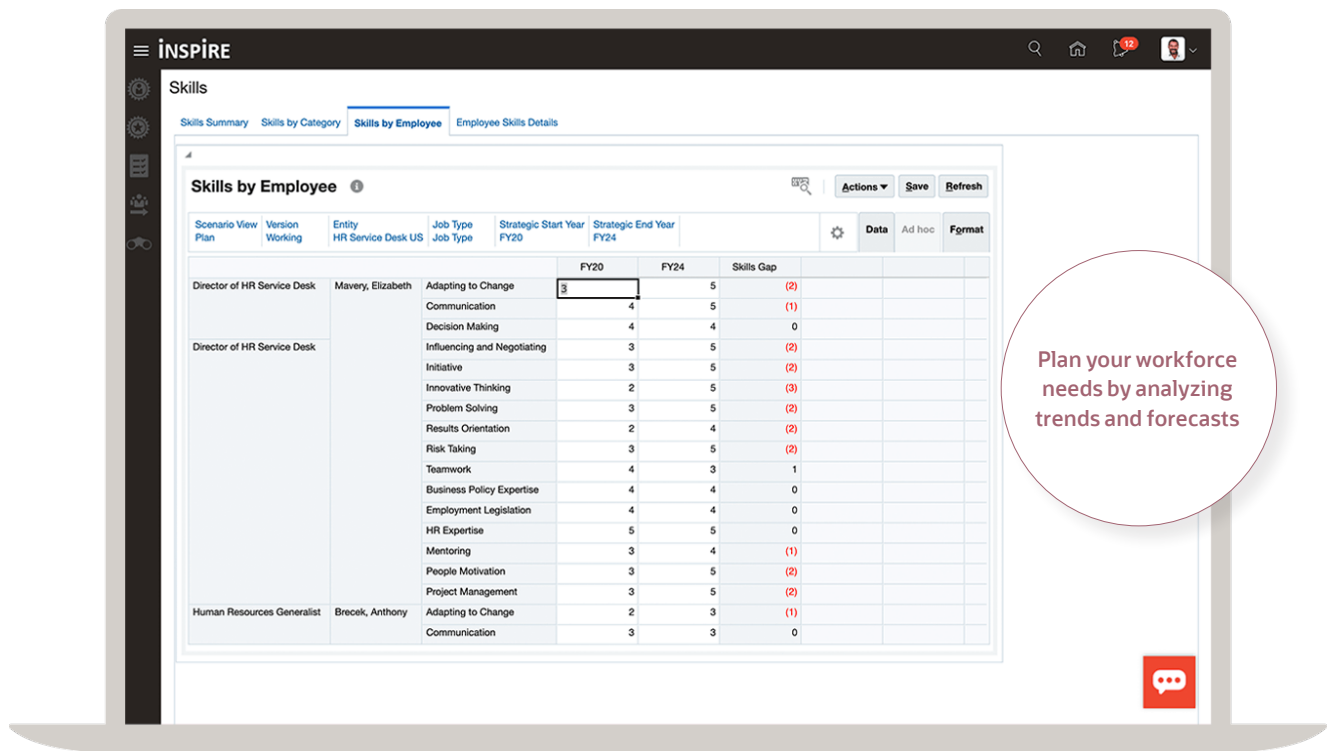 iNSPiRE
12
Skills
Skills Summary Skills by Category Skills by Employee Employee Skills Details
Skills by Employee
Actions Save Refresh
Scenario View Version Entity Job Type Strategic Start Year Strategic End Year
Plan Working HR Service Desk US Job Type FY20 FY24
Data Ad hoc Format
FY20 FY24 Skills Gap
Director of HR Service Desk Mavery, Elizabeth Adapting to Change 3 5 (2)
Communication 4 5 (1)
Decision Making 4 4 0
Director of HR Service Desk Influencing and Negotiating 3 5 (2)
Initiative 3 5 (2)
Innovative Thinking 2 5 (3)
Problem Solving 3 5 (2)
Results Orientation 2 4 (2)
Risk Taking 3 5 (2)
Teamwork 4 3 1
Business Policy Expertise 4 4 0
Employment Legislation 4 4 0
HR Expertise 5 5 0
Mentoring 3 4 (1)
People Motivation 3 5 (2)
Project Management 3 5 (2)
Human Resources Generalist Brecek, Anthony Adapting to Change 2 3 (1)
Communication 3 3 0
Plan your workforce
needs by analyzing
trends and forecasts